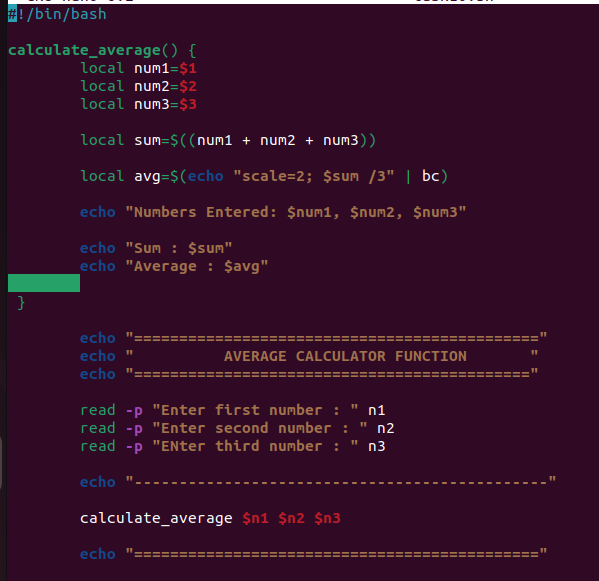 #!/bin/bash
calculate_average() {
local num1=$1
local num2=$2
local num3=$3
local sum=$((num1 + num2 + num3))
local avg=$(echo "scale=2; $sum /3" | bc)
echo "Numbers Entered: $num1, $num2, $num3"
echo "Sum : $sum"
echo "Average : $avg"
}
echo "============================================="
echo "          AVERAGE CALCULATOR FUNCTION       "
echo "============================================"
read -p "Enter first number : " n1
read -p "Enter second number : " n2
read -p "ENter third number : " n3
echo "----------------------------------------------"
calculate_average $n1 $n2 $n3
echo "============================================="